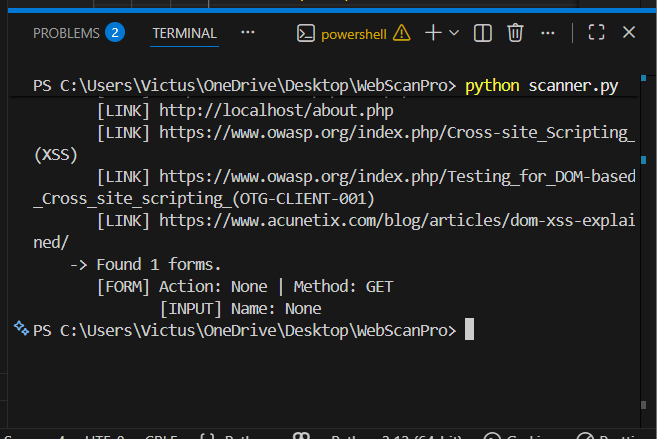 PROBLEMS 2 TERMINAL ... powershell
PS C:\Users\Victus\OneDrive\Desktop\WebScanPro> python scanner.py
[LINK] http://localhost/about.php
[LINK] https://www.owasp.org/index.php/Cross-site_Scripting_
(XSS)
[LINK] https://www.owasp.org/index.php/Testing_for_DOM-based
_Cross_site_scripting_(OTG-CLIENT-001)
[LINK] https://www.acunetix.com/blog/articles/dom-xss-explai
ned/
-> Found 1 forms.
[FORM] Action: None | Method: GET
[INPUT] Name: None
PS C:\Users\Victus\OneDrive\Desktop\WebScanPro>